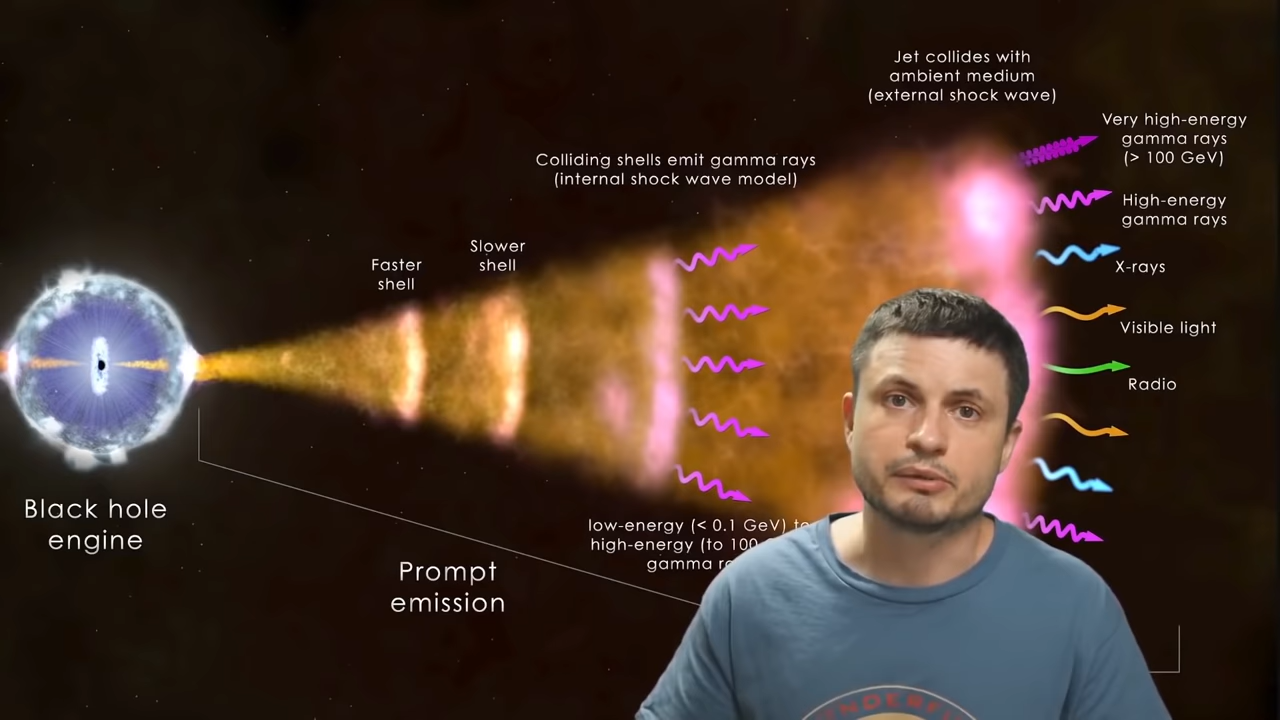 Jet collides with
ambient medium
(external shock wave)
Very high-energy
gamma rays
(> 100 GeV)
Colliding shells emit gamma rays
(internal shock wave model)
High-energy
gamma rays
Slower
shell
Faster
shell
X-rays
Visible light
Radio
Black hole
engine
low-energy (< 0.1 GeV) to
high-energy (to 100
gamma
Prompt
emission